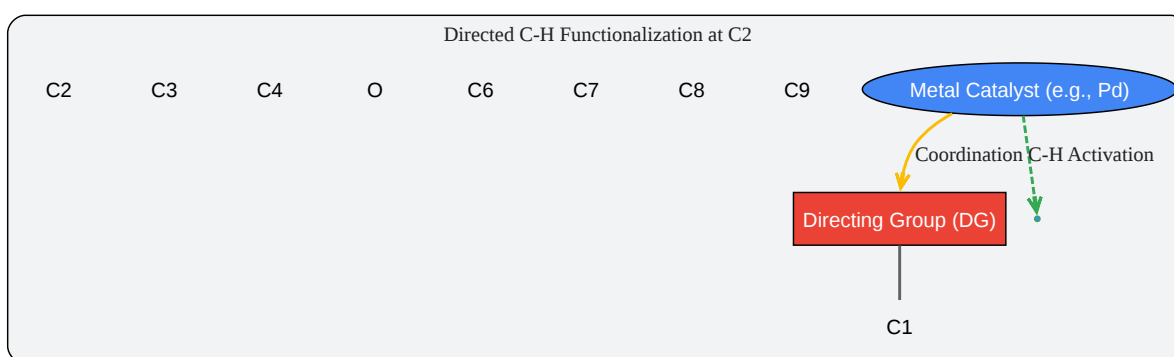 Directed C-H Functionalization at C2
C2 C3 C4 O C6 C7 C8 C9 Metal Catalyst (e.g., Pd)
Coordination C-H Activation
Directing Group (DG)
C1